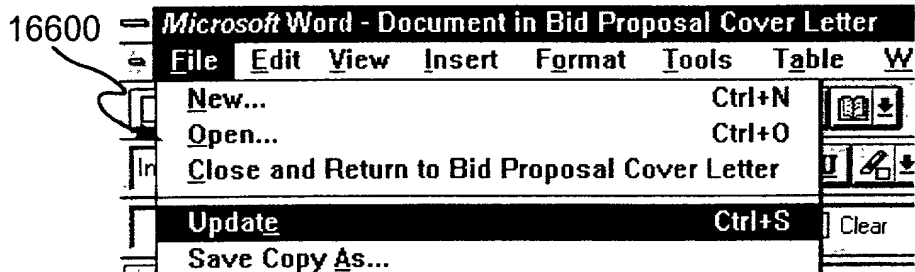 16600
Microsoft Word - Document in Bid Proposal Cover Letter
File Edit View Insert Format Tools Table W
New... Ctrl+N
Open... Ctrl+O
In
Close and Return to Bid Proposal Cover Letter
U
Update Ctrl+S
Clear
Save Copy As...